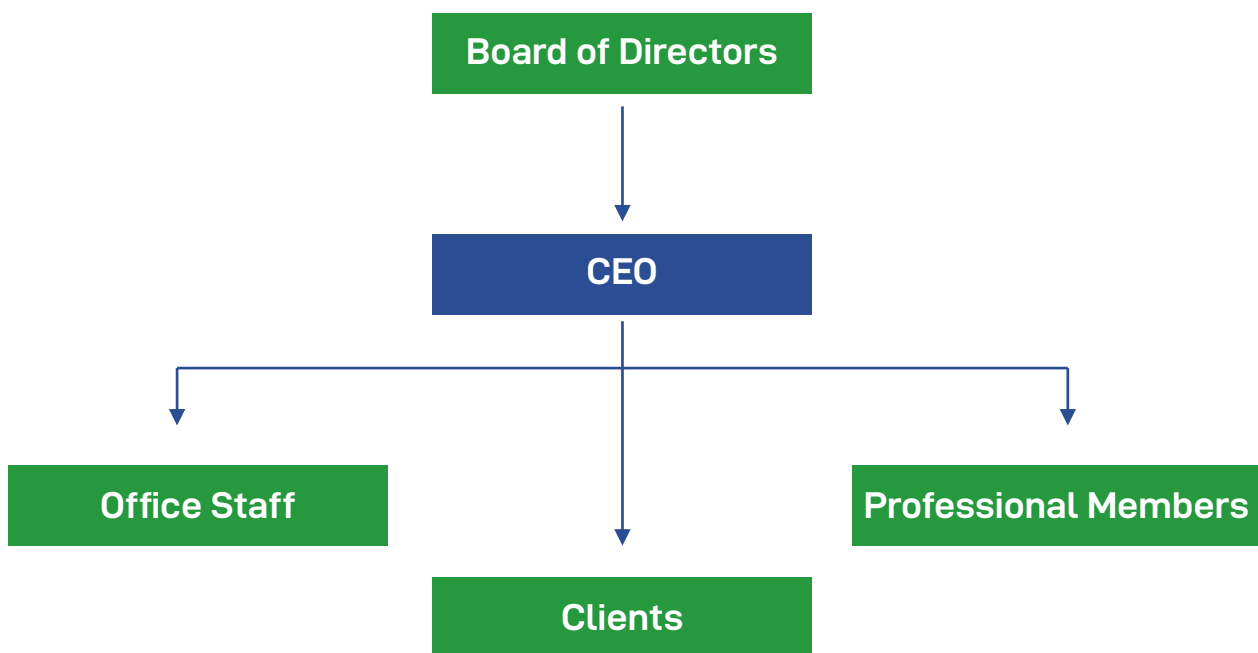 Board of Directors
CEO
Office Staff
Professional Members
Clients